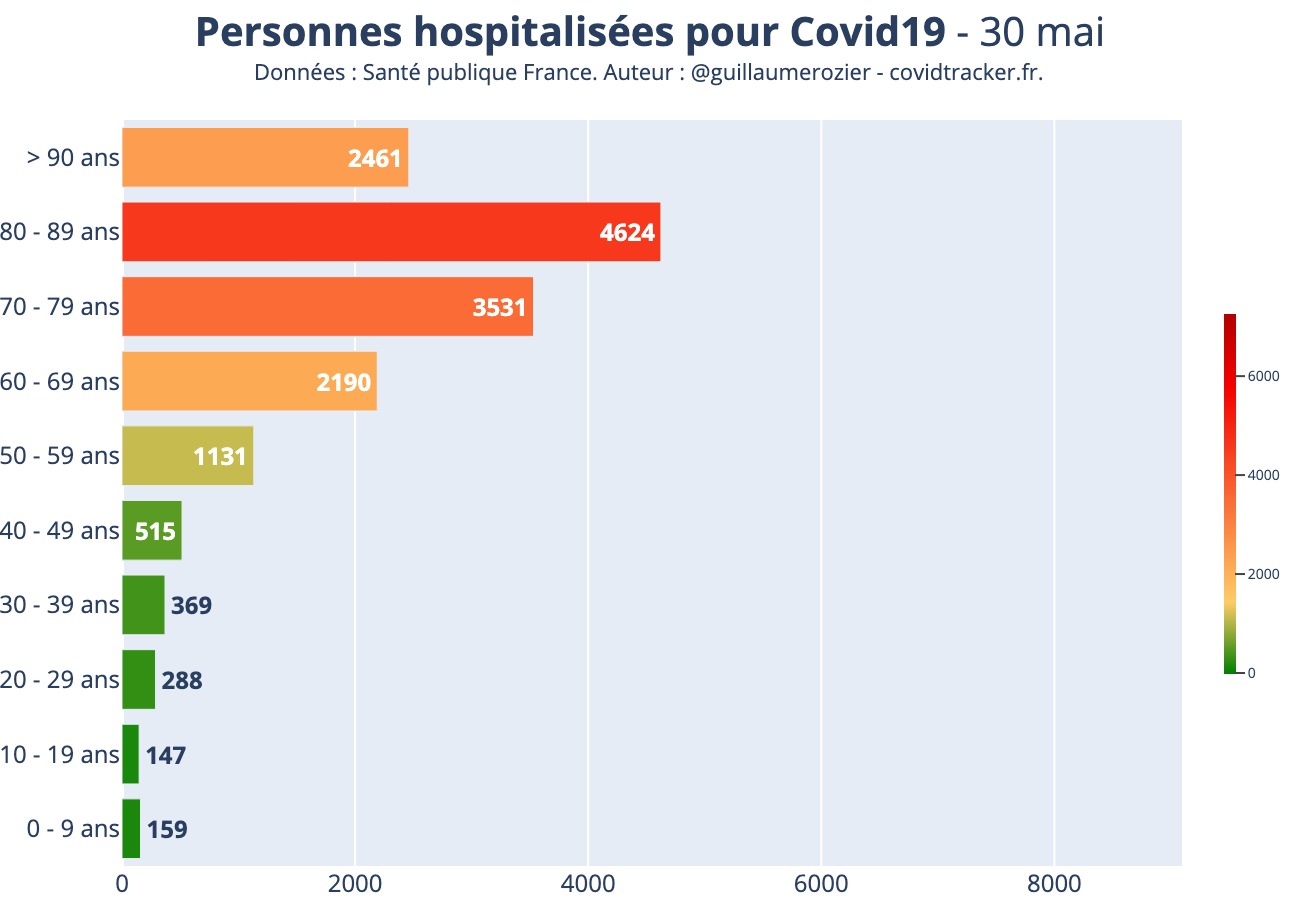 Personnes hospitalisées pour Covid19 - 30 mai
Données : Santé publique France. Auteur : @guillaumerozier - covidtracker.fr.
> 90 ans 2461
80 - 89 ans 4624
70 - 79 ans 3531
60 - 69 ans 2190
50 - 59 ans 1131
40 - 49 ans 515
30 - 39 ans 369
20 - 29 ans 288
10 - 19 ans 147
0 - 9 ans 159
0 2000 4000 6000 8000
6000
4000
2000
0